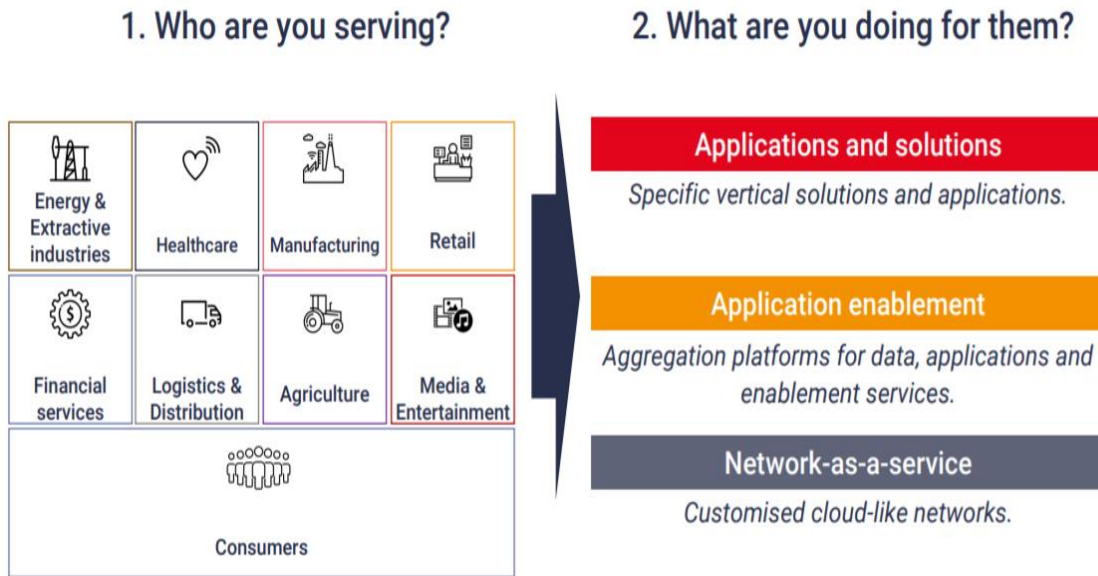 1. Who are you serving?
2. What are you doing for them?
Energy &
Extractive
industries
Healthcare
Manufacturing
Retail
$
Financial
services
Logistics &
Distribution
Agriculture
Media &
Entertainment
Consumers
Applications and solutions
Specific vertical solutions and applications.
Application enablement
Aggregation platforms for data, applications and
enablement services.
Network-as-a-service
Customised cloud-like networks.